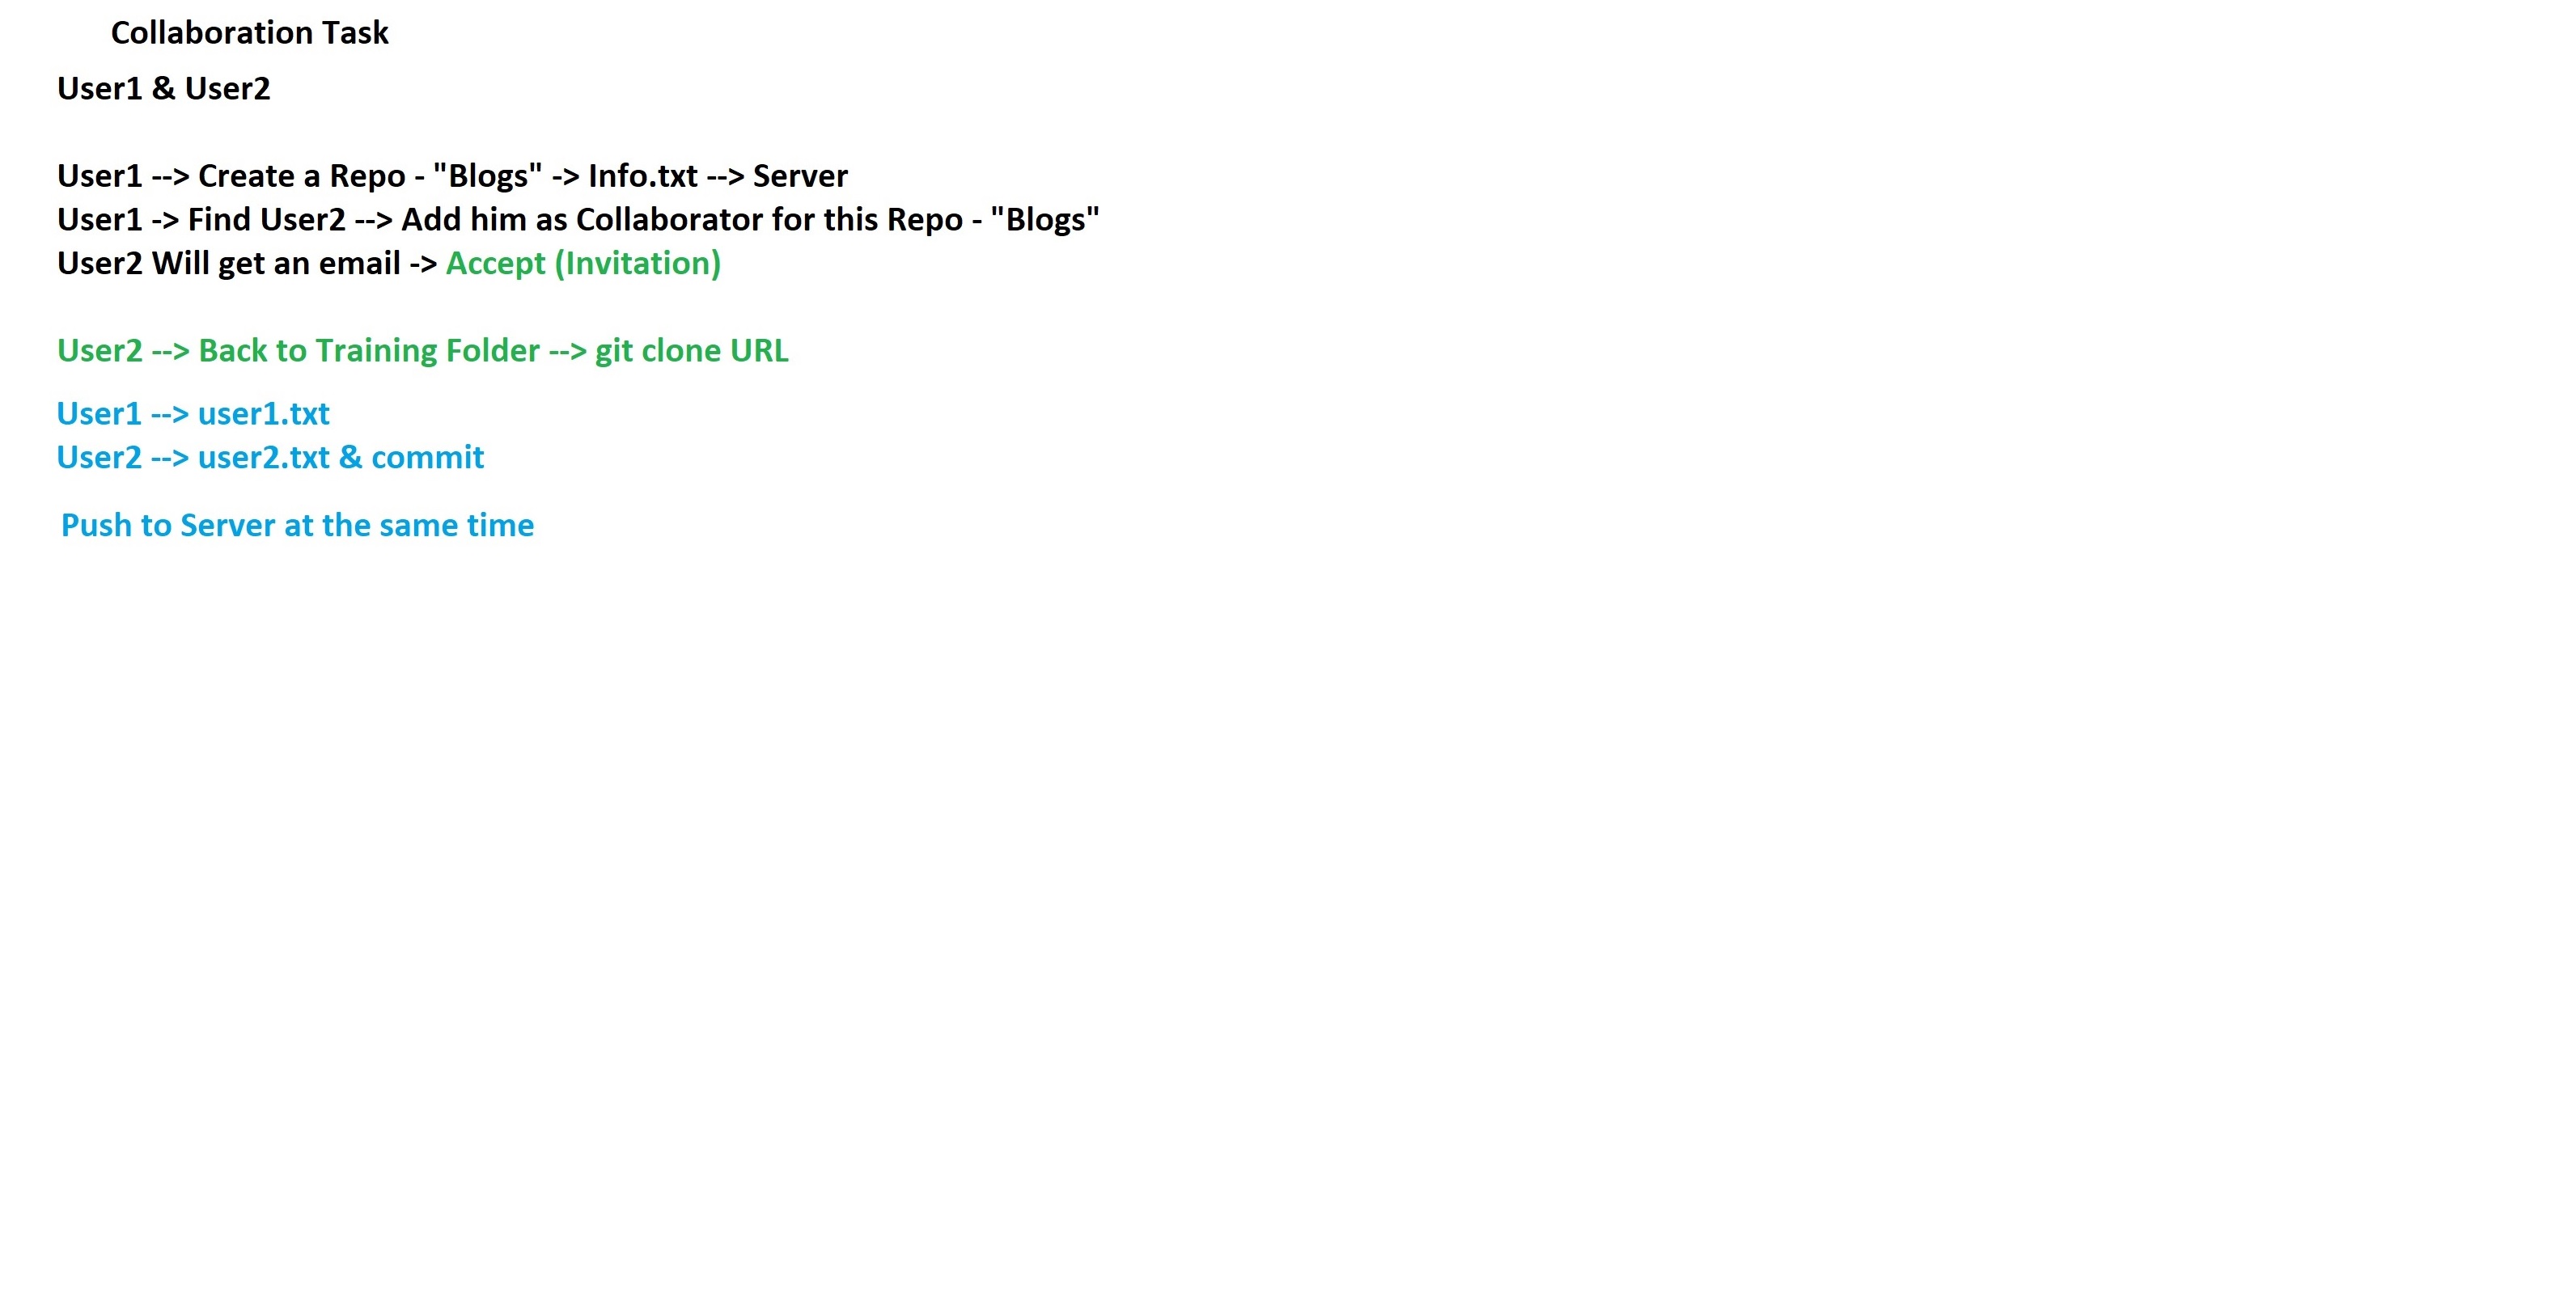 Collaboration Task
User1 & User2
User1 --> Create a Repo - "Blogs" -> Info.txt --> Server
User1 -> Find User2 --> Add him as Collaborator for this Repo - "Blogs"
User2 Will get an email -> Accept (Invitation)
User2 --> Back to Training Folder --> git clone URL
User1 --> user1.txt
User2 --> user2.txt & commit
Push to Server at the same time